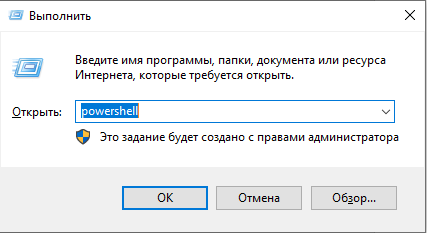 Выполнить
Введите имя программы, папки, документа или ресурса
Интернета, которые требуется открыть.
Открыть: powershell
Это задание будет создано с правами администратора
ОК Отмена Обзор...